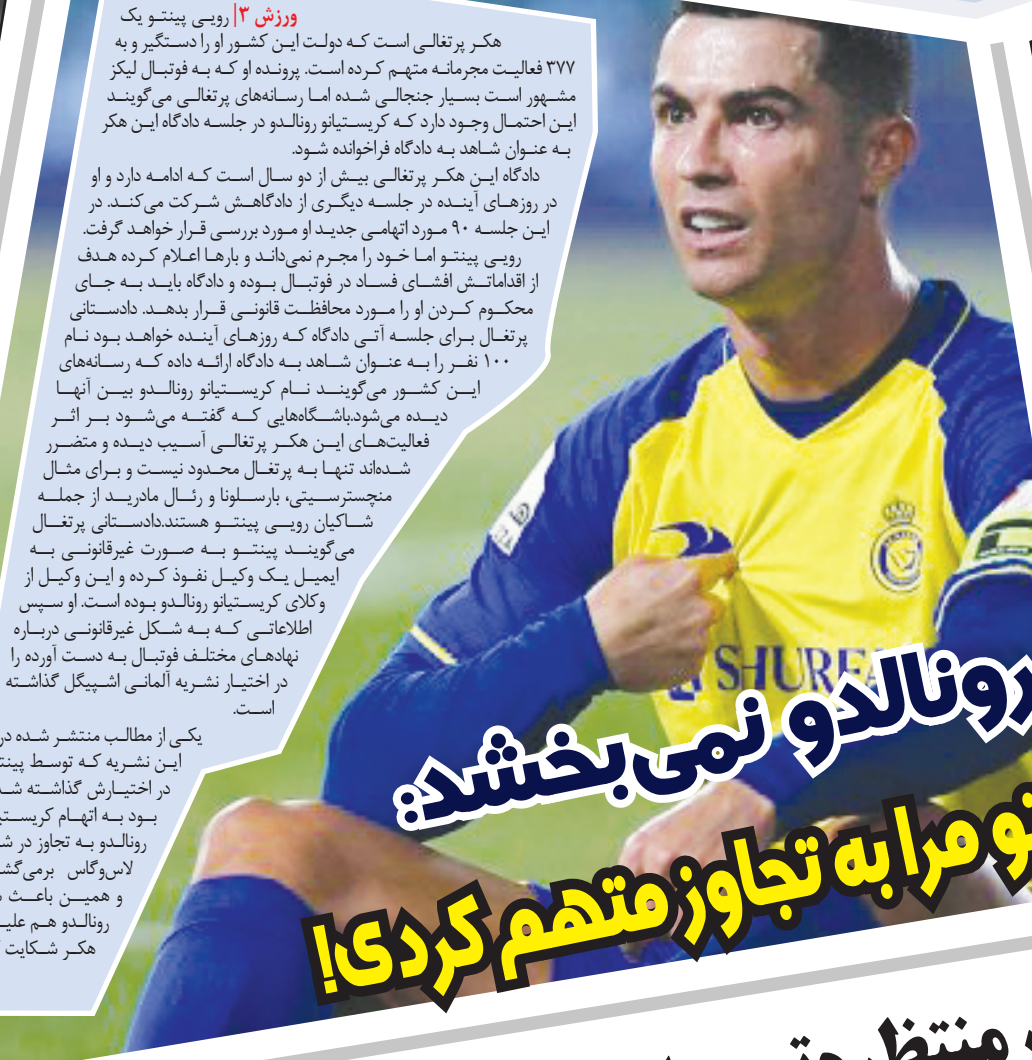 ورزش ۳| رویی پینتو یک
هکر پرتغالی است که دولت این کشور او را دستگیر و به
۳۷۷ فعالیت مجرمانه متهم کرده است. پرونده او که به فوتبال لیکز
مشهور است بسیار جنجالی شده اما رسانه‌های پرتغالی می‌گویند
این احتمال وجود دارد که کریستیانو رونالدو در جلسه دادگاه این هکر
به عنوان شاهد به دادگاه فراخوانده شود.
دادگاه این هکر پرتغالی بیش از دو سال است که ادامه دارد و او
در روزهای آینده در جلسه دیگری از دادگاهش شرکت می‌کند. در
این جلسه ۹۰ مورد اتهامی جدید او مورد بررسی قرار خواهد گرفت.
رویی پینتو اما خود را مجرم نمی‌داند و بارها اعلام کرده هدف
از اقداماتش افشای فساد در فوتبال بوده و دادگاه باید به جای
محکوم کردن او را مورد محافظت قانونی قرار بدهد. دادستانی
پرتغال برای جلسه آتی دادگاه که روزهای آینده خواهد بود نام
۱۰۰ نفر را به عنوان شاهد به دادگاه ارائه داده که رسانه‌های
این کشور می‌گویند نام کریستیانو رونالدو بین آنها
دیده می‌شود.باشگاه‌هایی که گفته می‌شود بر اثر
فعالیت‌های این هکر پرتغالی آسیب دیده و متضرر
شده‌اند تنها به پرتغال محدود نیست و برای مثال
منچسترسیتی، بارسلونا و رئال مادرید از جمله
شاکیان رویی پینتو هستند.دادستانی پرتغال
می‌گویند پینتو به صورت غیرقانونی به
ایمیل یک وکیل نفوذ کرده و این وکیل از
وکلای کریستیانو رونالدو بوده است. او سپس
اطلاعاتی که به شکل غیرقانونی درباره
نهادهای مختلف فوتبال به دست آورده را
در اختیار نشریه آلمانی اشپیگل گذاشته
است.
یکی از مطالب منتشر شده در
این نشریه که توسط
در اختیارش گذاشته
بود به اتهام
رونالدو به تجاوز در
لاس‌وگاس
و همین باعث
رونالدو هم
هکر شکایت
SHUR
رونالدو نمی‌بخشد:
مرا به تجاوز متهم کردی!
منتظر